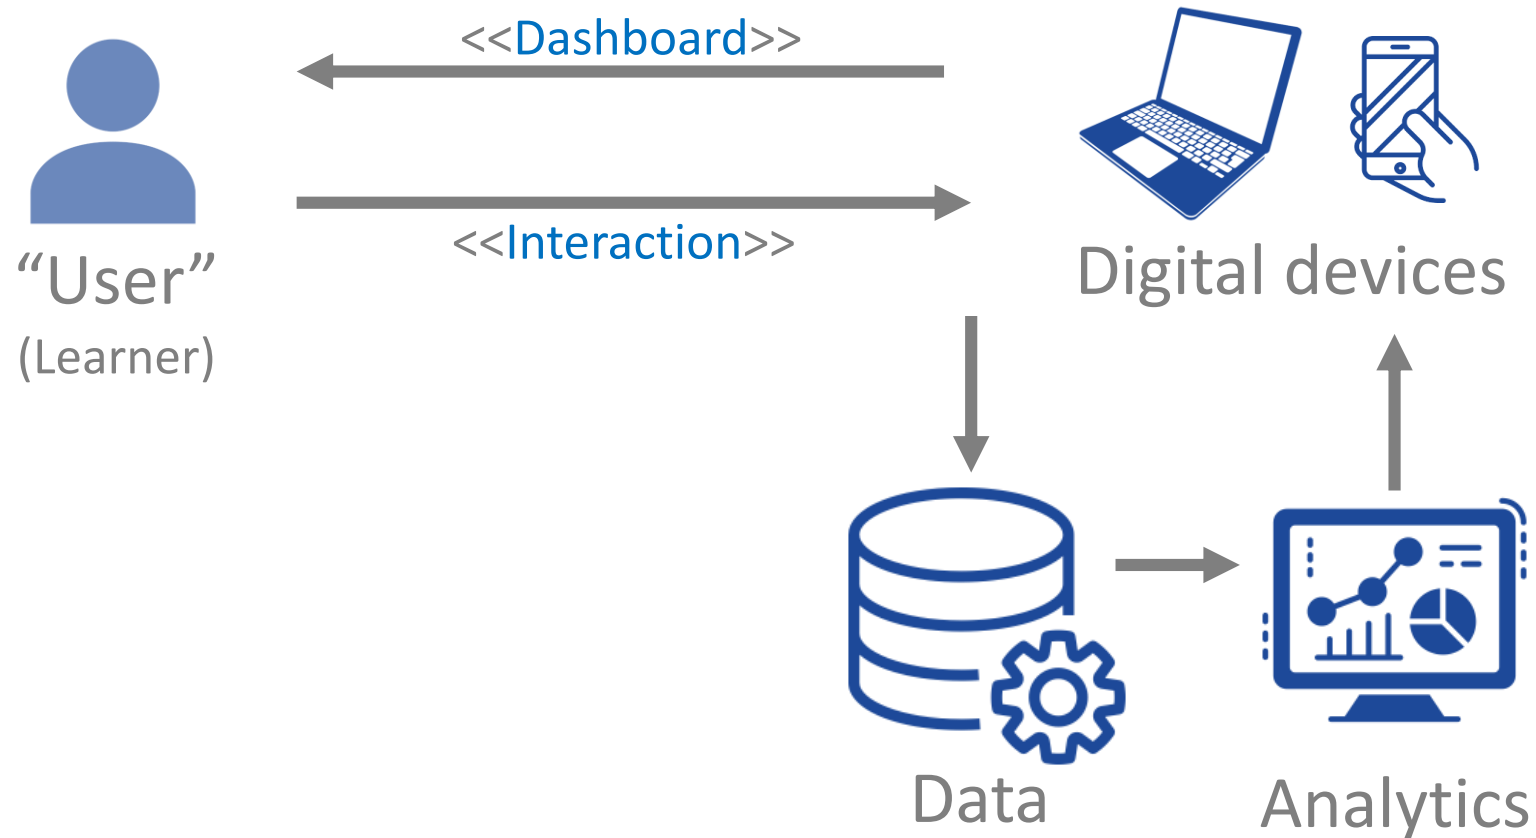 <<Dashboard>>
<<Interaction>>
“User”
(Learner)
Digital devices
Data
Analytics